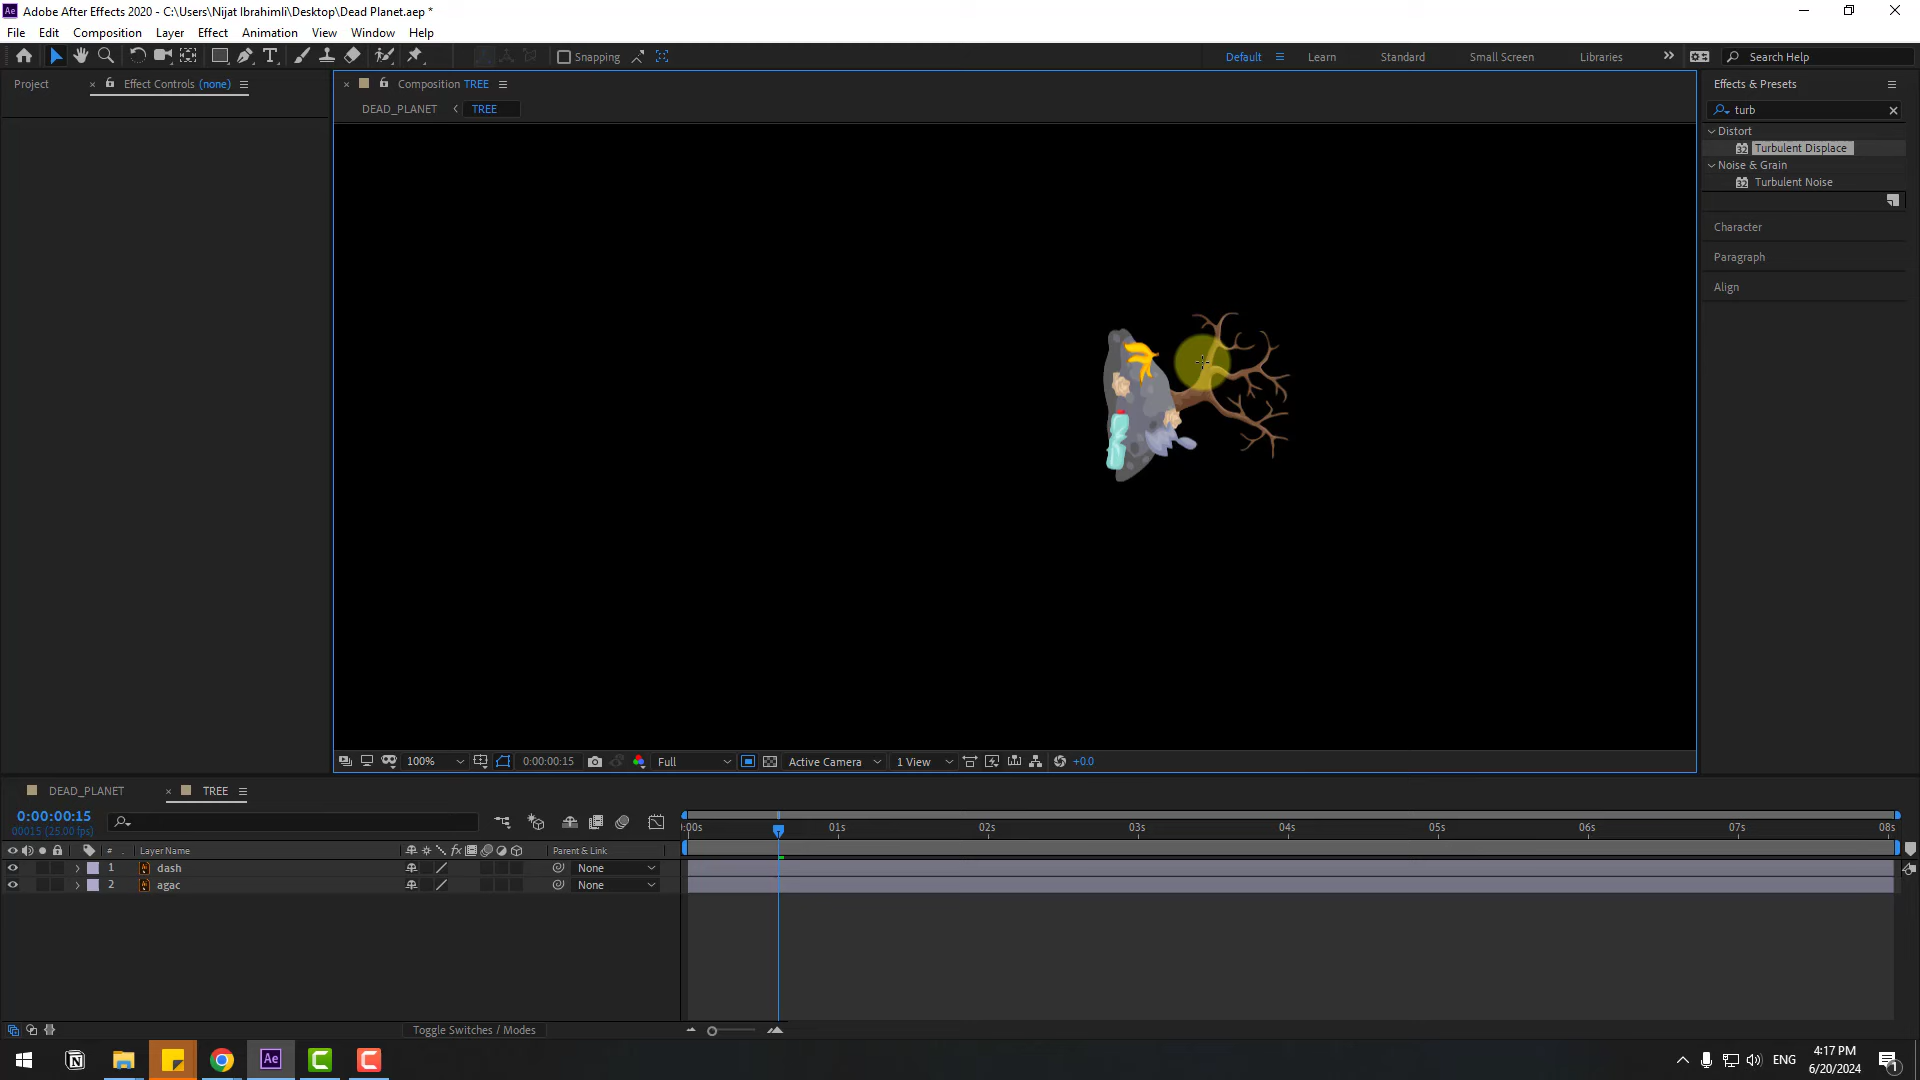 Adobe After Effects 2020 - C:\Users\Nijat Ibrahimli\Desktop\Dead Planet.aep *
File Edit Composition Layer Effect Animation View Window Help
Snapping Default Learn Standard Small Screen Libraries Search Help
Project Effect Controls (none) Composition TREE Effects & Presets
DEAD_PLANET TREE turb
Distort
Turbulent Displace
Noise & Grain
Turbulent Noise
Character
Paragraph
Align
100% 0:00:00:15 Full Active Camera 1 View +0.0
DEAD_PLANET TREE
0:00:00:15
00015 (25.00 fps)
:00s 01s 02s 03s 04s 05s 06s 07s 08s
# Layer Name Parent & Link
1 dash None
2 agac None
Toggle Switches / Modes
Ae ENG 4:17 PM
6/20/2024
1